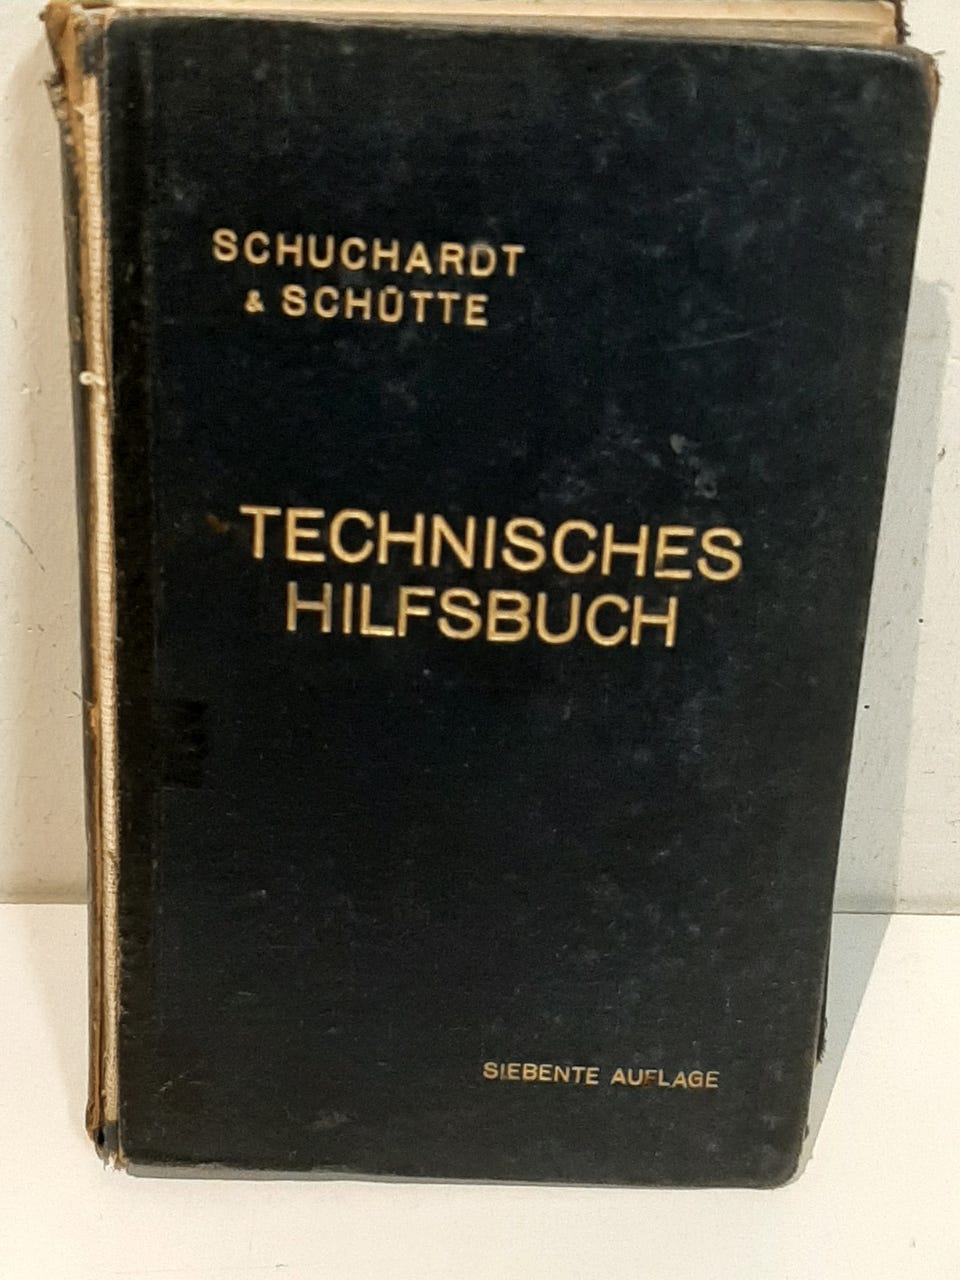 SCHUCHARDT
& SCHÜTTE
TECHNISCHES
HILFSBUCH
SIEBENTE AUFLAGE